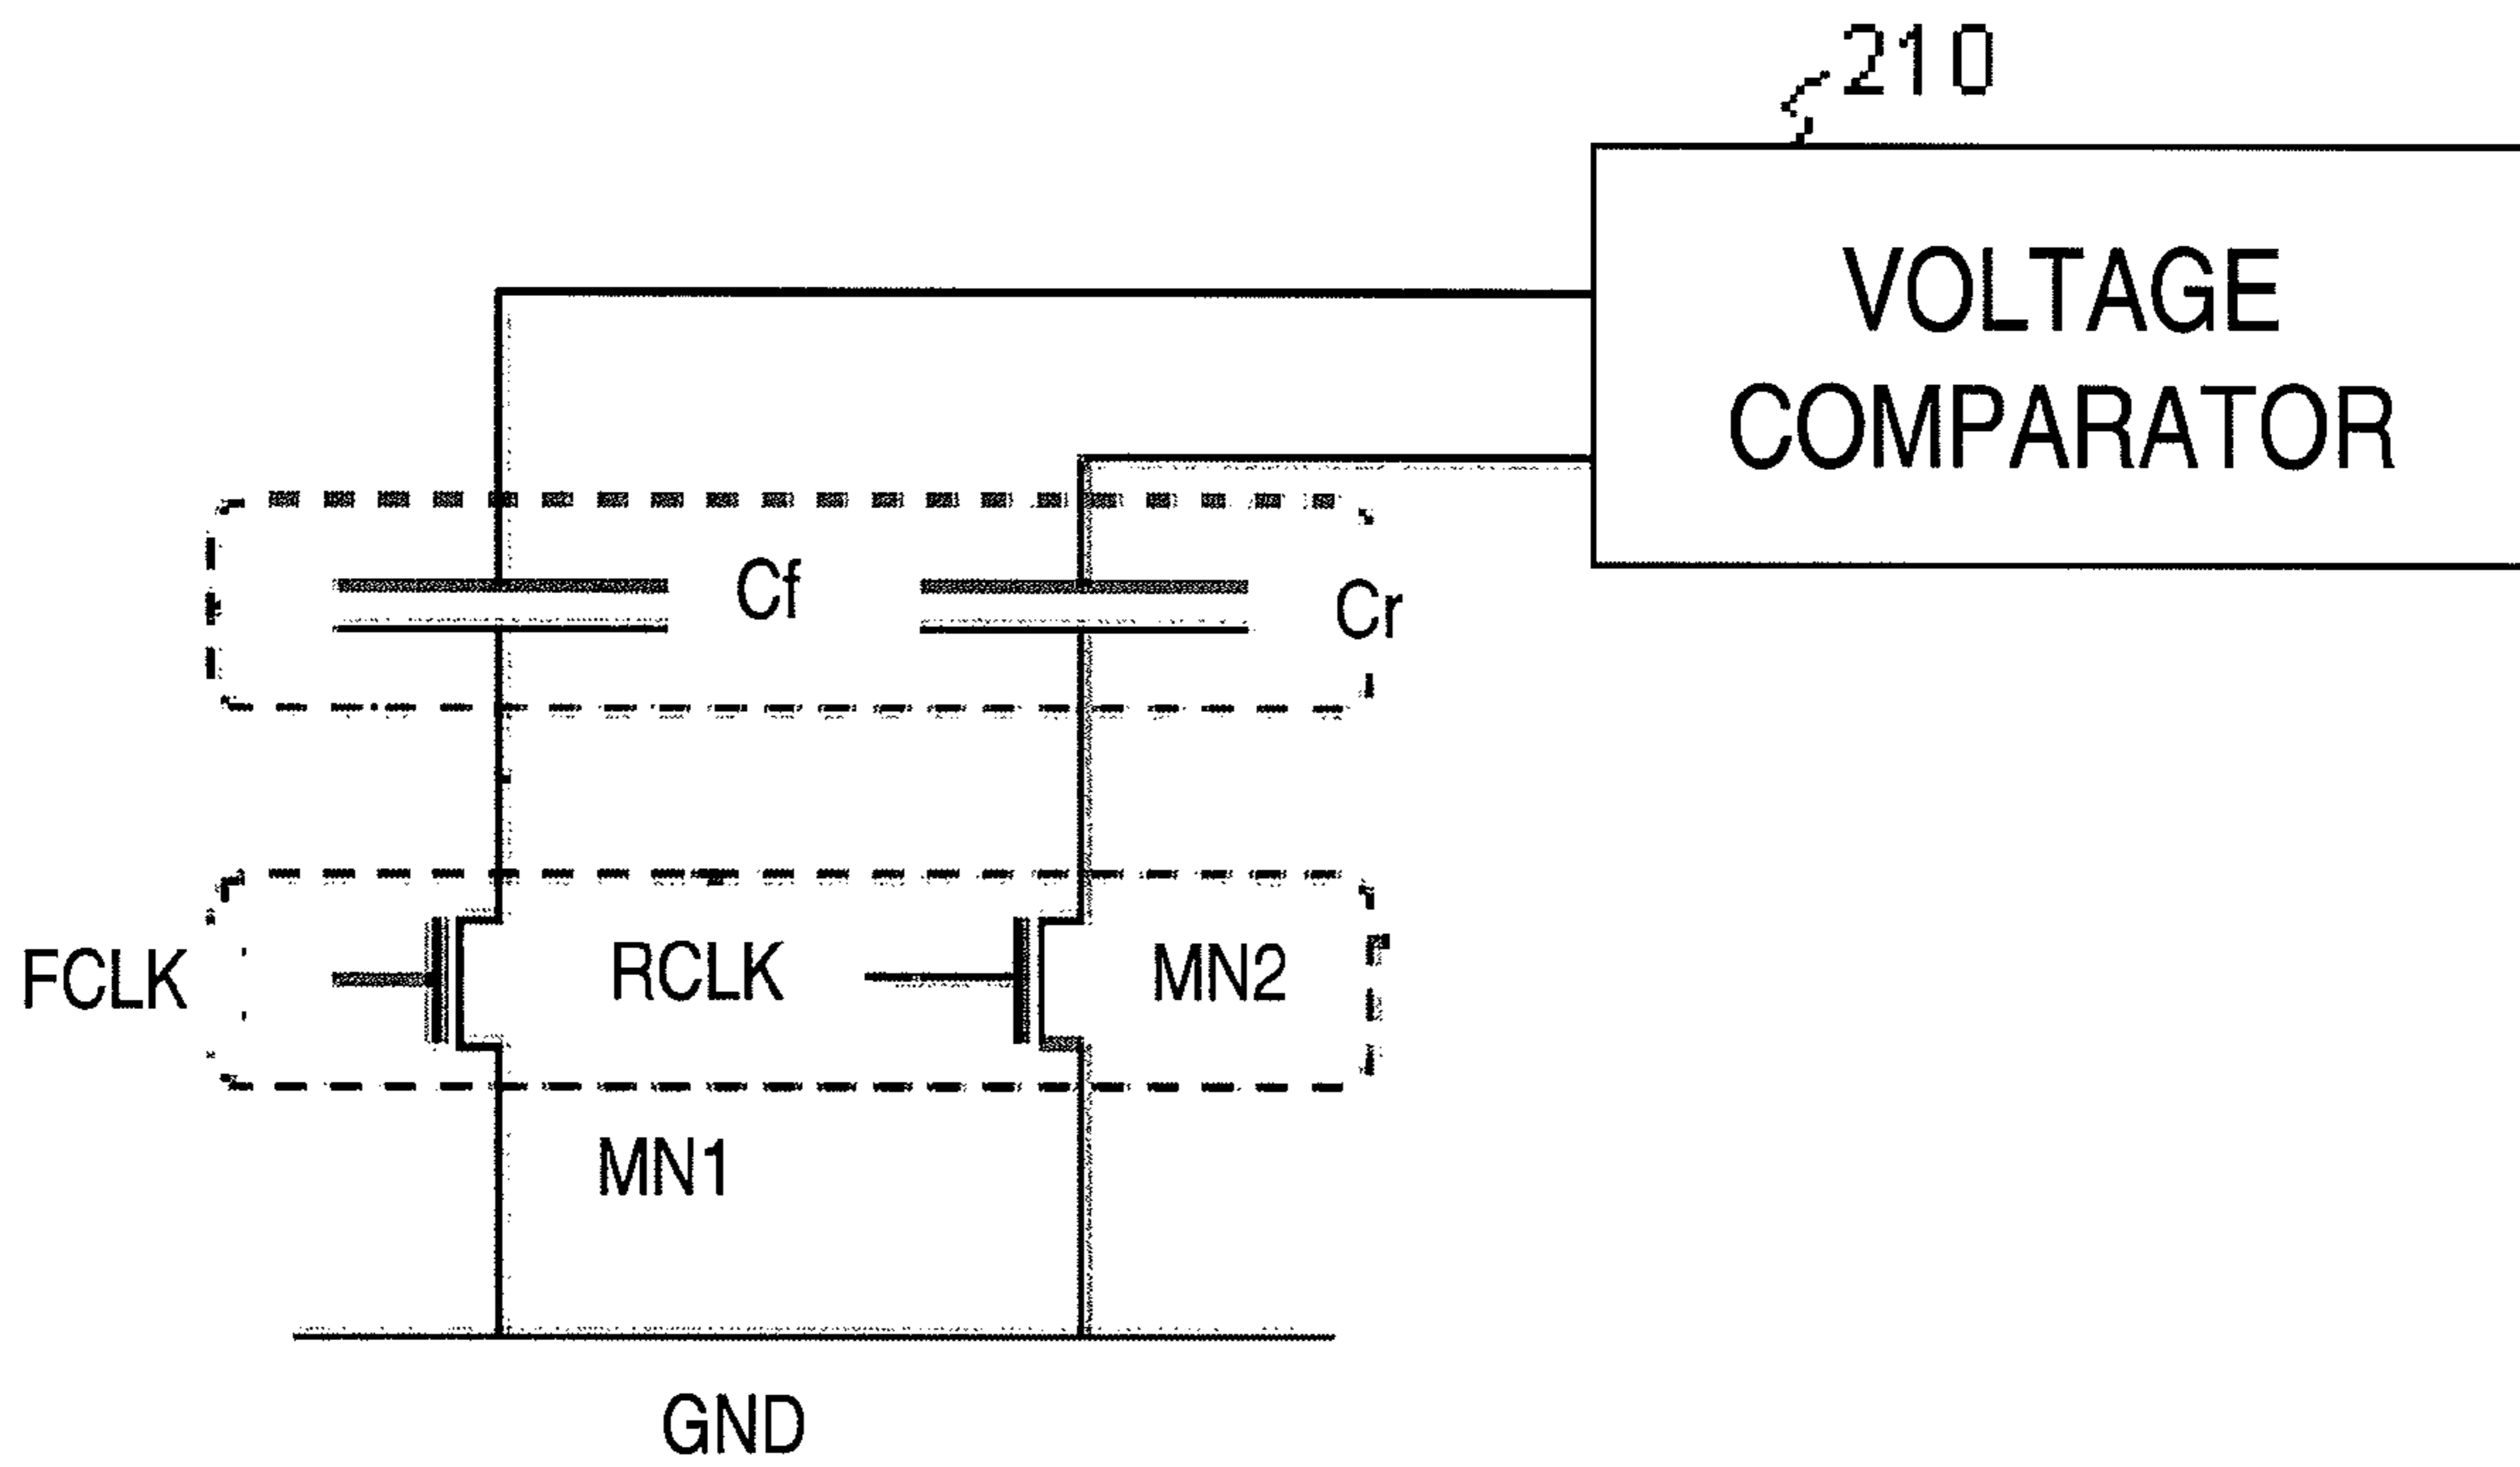 210
VOLTAGE
COMPARATOR
Cf
Cr
FCLK
RCLK
MN2
MN1
GND